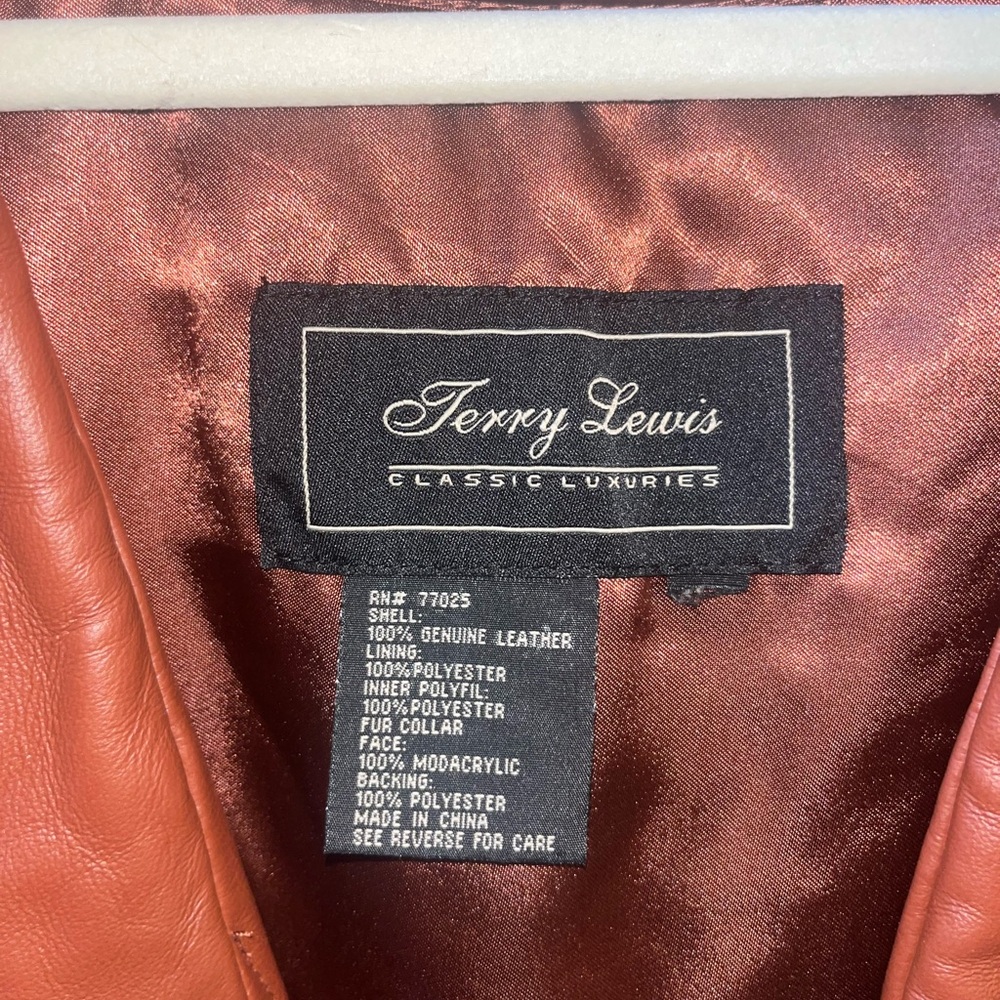 Terry Lewis
CLASSIC LUXURIES
RN# 77025
SHELL:
100% GENUINE LEATHER
LINING:
100%POLYESTER
INNER POLYFIL:
100%POLYESTER
FUR COLLAR
FACE:
100% MODACRYLIC
BACKING:
100% POLYESTER
MADE IN CHINA
SEE REVERSE FOR CARE